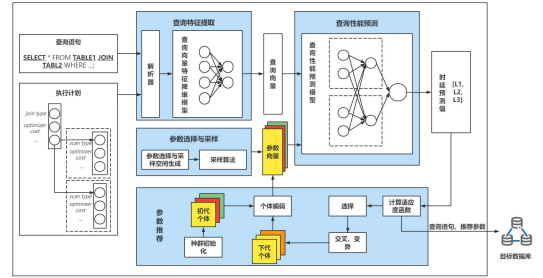 查询语句
SELECT * FROM TABLE1 JOIN
TABL2 WHERE ...;
执行计划
join type
optimizer
cost
...
scan type
optimizer
cost
...
scan type
optimizer
cost
...
查询特征提取
解析器
查询向量特征降维模型
查询向量
查询性能预测
查询性能预测模型
时延预测值
[L1,
L2,
L3]
参数选择与采样
参数选择与采
样空间生成
采样算法
参数
向量
参数推荐
初代
个体
种群初始
化
个体编码
下代
个体
选择
交叉、变
异
计算适应
度函数
查询语句、推荐参数
目标数据库